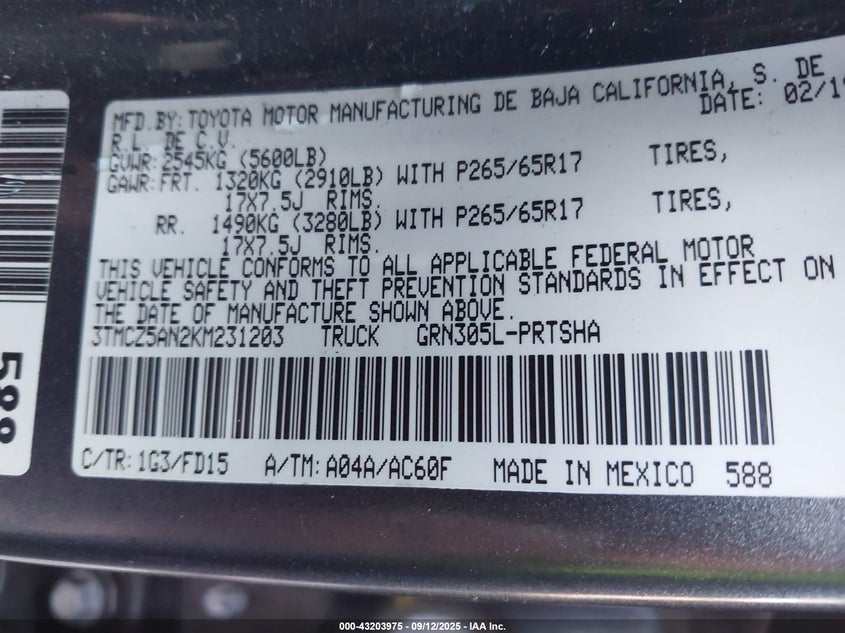 MFD.BY: TOYOTA MOTOR MANUFACTURING DE BAJA CALIFORNIA, S. DE
R.L. DE C.V. DATE: 02/19
GVWR: 2545KG (5600LB)
GAWR: FRT. 1320KG (2910LB) WITH P265/65R17 TIRES,
17X7.5J RIMS.
RR. 1490KG (3280LB) WITH P265/65R17 TIRES,
17X7.5J RIMS.
THIS VEHICLE CONFORMS TO ALL APPLICABLE FEDERAL MOTOR
VEHICLE SAFETY AND THEFT PREVENTION STANDARDS IN EFFECT ON
THE DATE OF MANUFACTURE SHOWN ABOVE.
3TMCZ5AN2KM231203 TRUCK GRN305L-PRTSHA
C/TR: 1G3/FD15 A/TM: A04A/AC60F MADE IN MEXICO 588
588
000-43203975 - 09/12/2025 - IAA Inc.